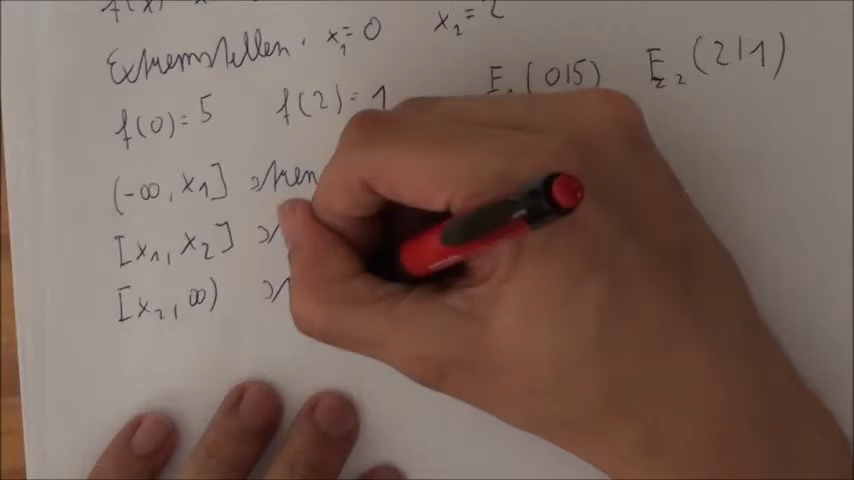 Extremstellen: x₁=0 x₂=2
f(0)=5 f(2)=1 E₁(0|5) E₂(2|1)
(-∞, x₁]
[x₁, x₂]
[x₂, ∞)